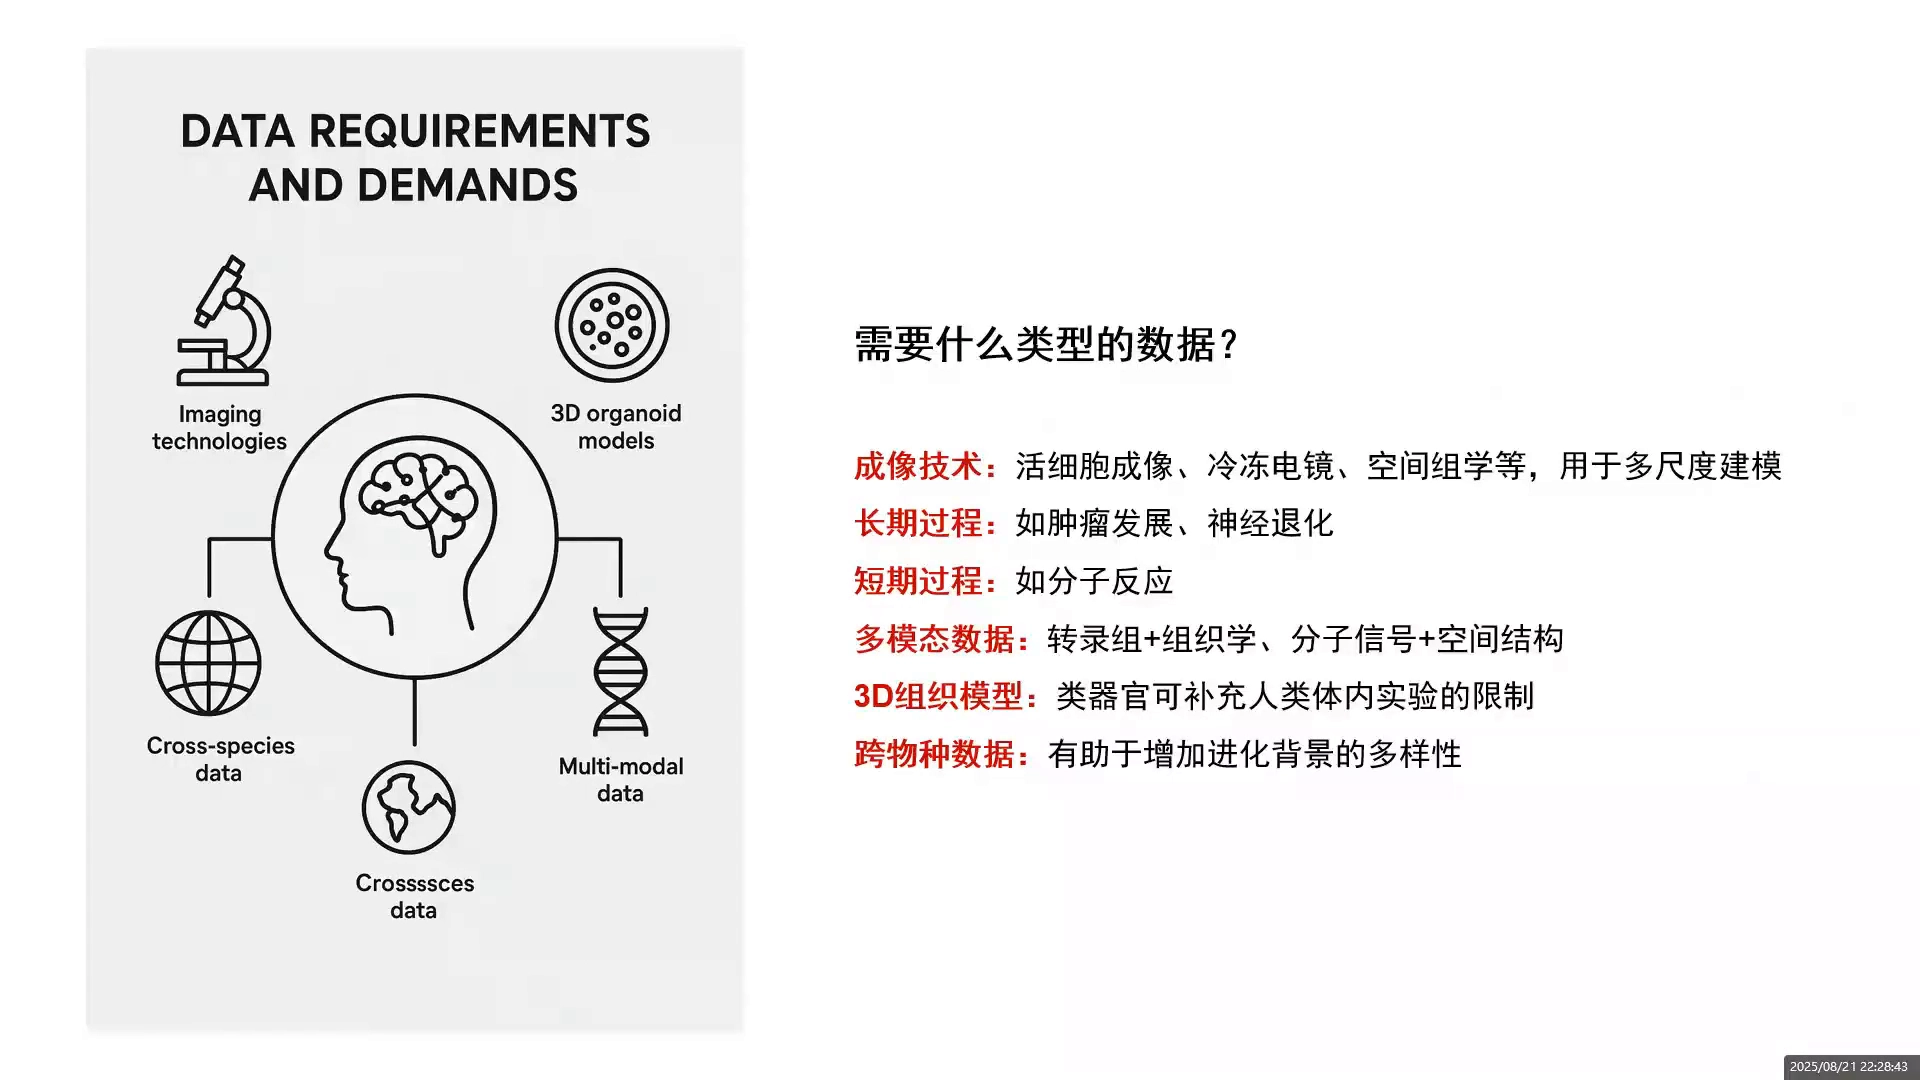 DATA REQUIREMENTS
AND DEMANDS
Imaging
technologies
3D organoid
models
Cross-species
data
Multi-modal
data
Crossssces
data
需要什么类型的数据?
成像技术：活细胞成像、冷冻电镜、空间组学等，用于多尺度建模
长期过程：如肿瘤发展、神经退化
短期过程：如分子反应
多模态数据：转录组+组织学、分子信号+空间结构
3D组织模型：类器官可补充人类体内实验的限制
跨物种数据：有助于增加进化背景的多样性
2025/08/21 22:28:43